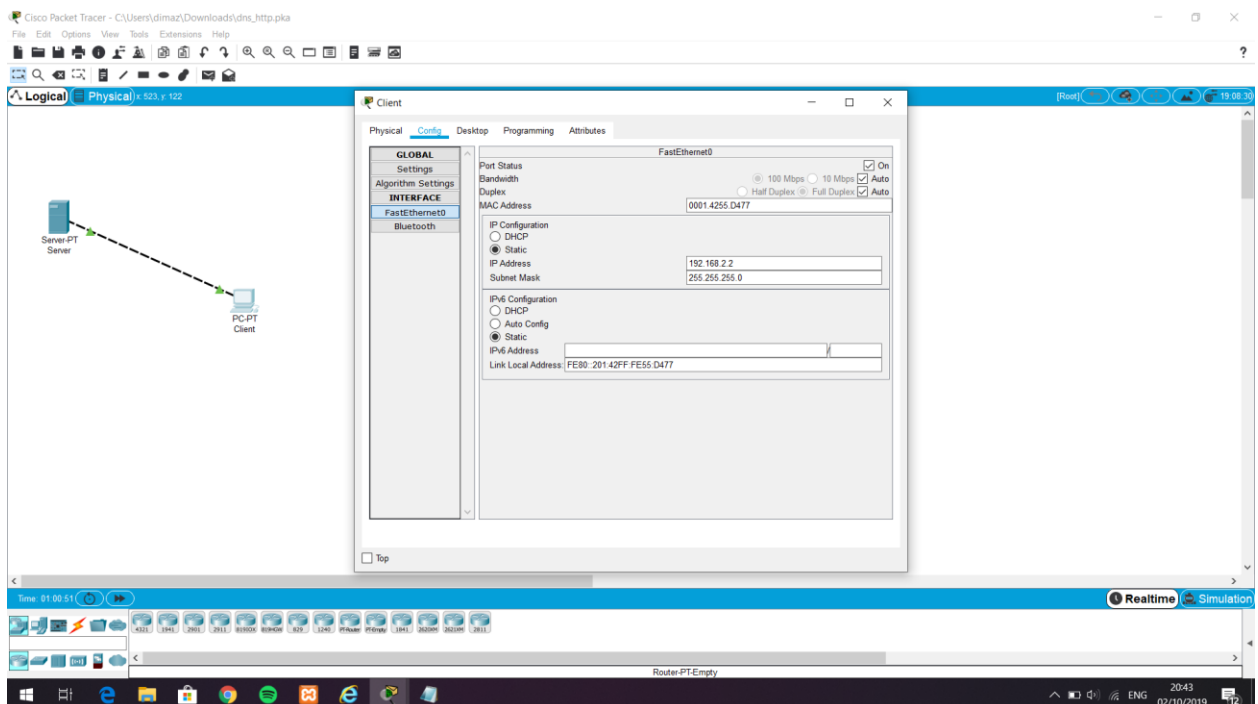 Cisco Packet Tracer - C:\Users\dimaz\Downloads\dns_http.pka
File Edit Options View Tools Extensions Help
?
Logical Physical x: 523, y: 122
[Root] 19:08:30
Server-PT
Server
PC-PT
Client
Client
Physical Config Desktop Programming Attributes
GLOBAL
Settings
Algorithm Settings
INTERFACE
FastEthernet0
Bluetooth
FastEthernet0
Port Status On
Bandwidth 100 Mbps 10 Mbps Auto
Duplex Half Duplex Full Duplex Auto
MAC Address 0001.4255.D477
IP Configuration
DHCP
Static
IP Address 192.168.2.2
Subnet Mask 255.255.255.0
IPv6 Configuration
DHCP
Auto Config
Static
IPv6 Address /
Link Local Address: FE80::201:42FF:FE55:D477
Top
Time: 01:00:51
Realtime Simulation
4321 1941 2901 2911 819IOX 819HGW 829 1240 PT-Router PT-Empty 1841 2620XM 2621XM 2811
Router-PT-Empty
ENG
20:43
02/10/2019
12